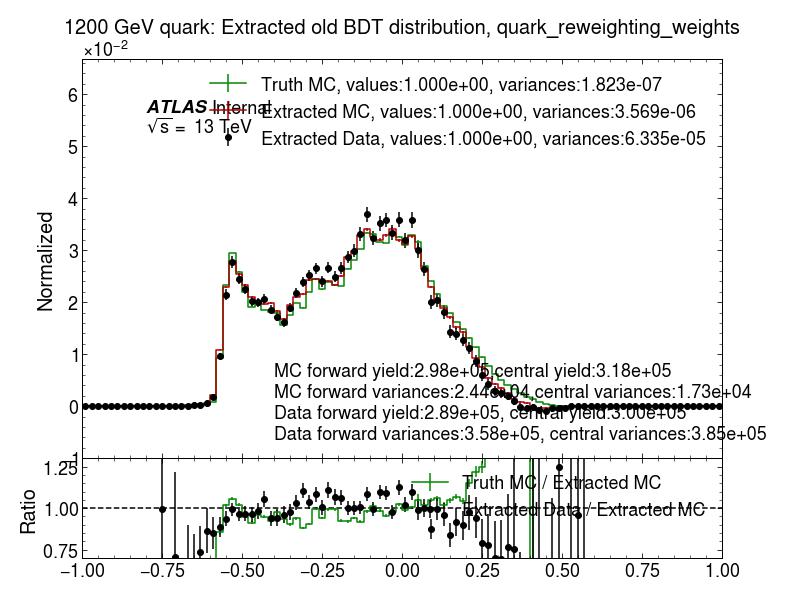 1200 GeV quark: Extracted old BDT distribution, quark_reweighting_weights
×10⁻²
Truth MC, values:1.000e+00, variances:1.823e-07
ATLAS Internal
Extracted MC, values:1.000e+00, variances:3.569e-06
√s = 13 TeV
Extracted Data, values:1.000e+00, variances:6.335e-05
6
5
4
3
2
1
0
1
Normalized
MC forward yield:2.98e+05, central yield:3.18e+05
MC forward variances:2.44e+04, central variances:1.73e+04
Data forward yield:2.89e+05, central yield:3.00e+05
Data forward variances:3.58e+05, central variances:3.85e+05
1.25
1.00
0.75
Ratio
Truth MC / Extracted MC
Extracted Data / Extracted MC
−1.00 −0.75 −0.50 −0.25 0.00 0.25 0.50 0.75 1.00